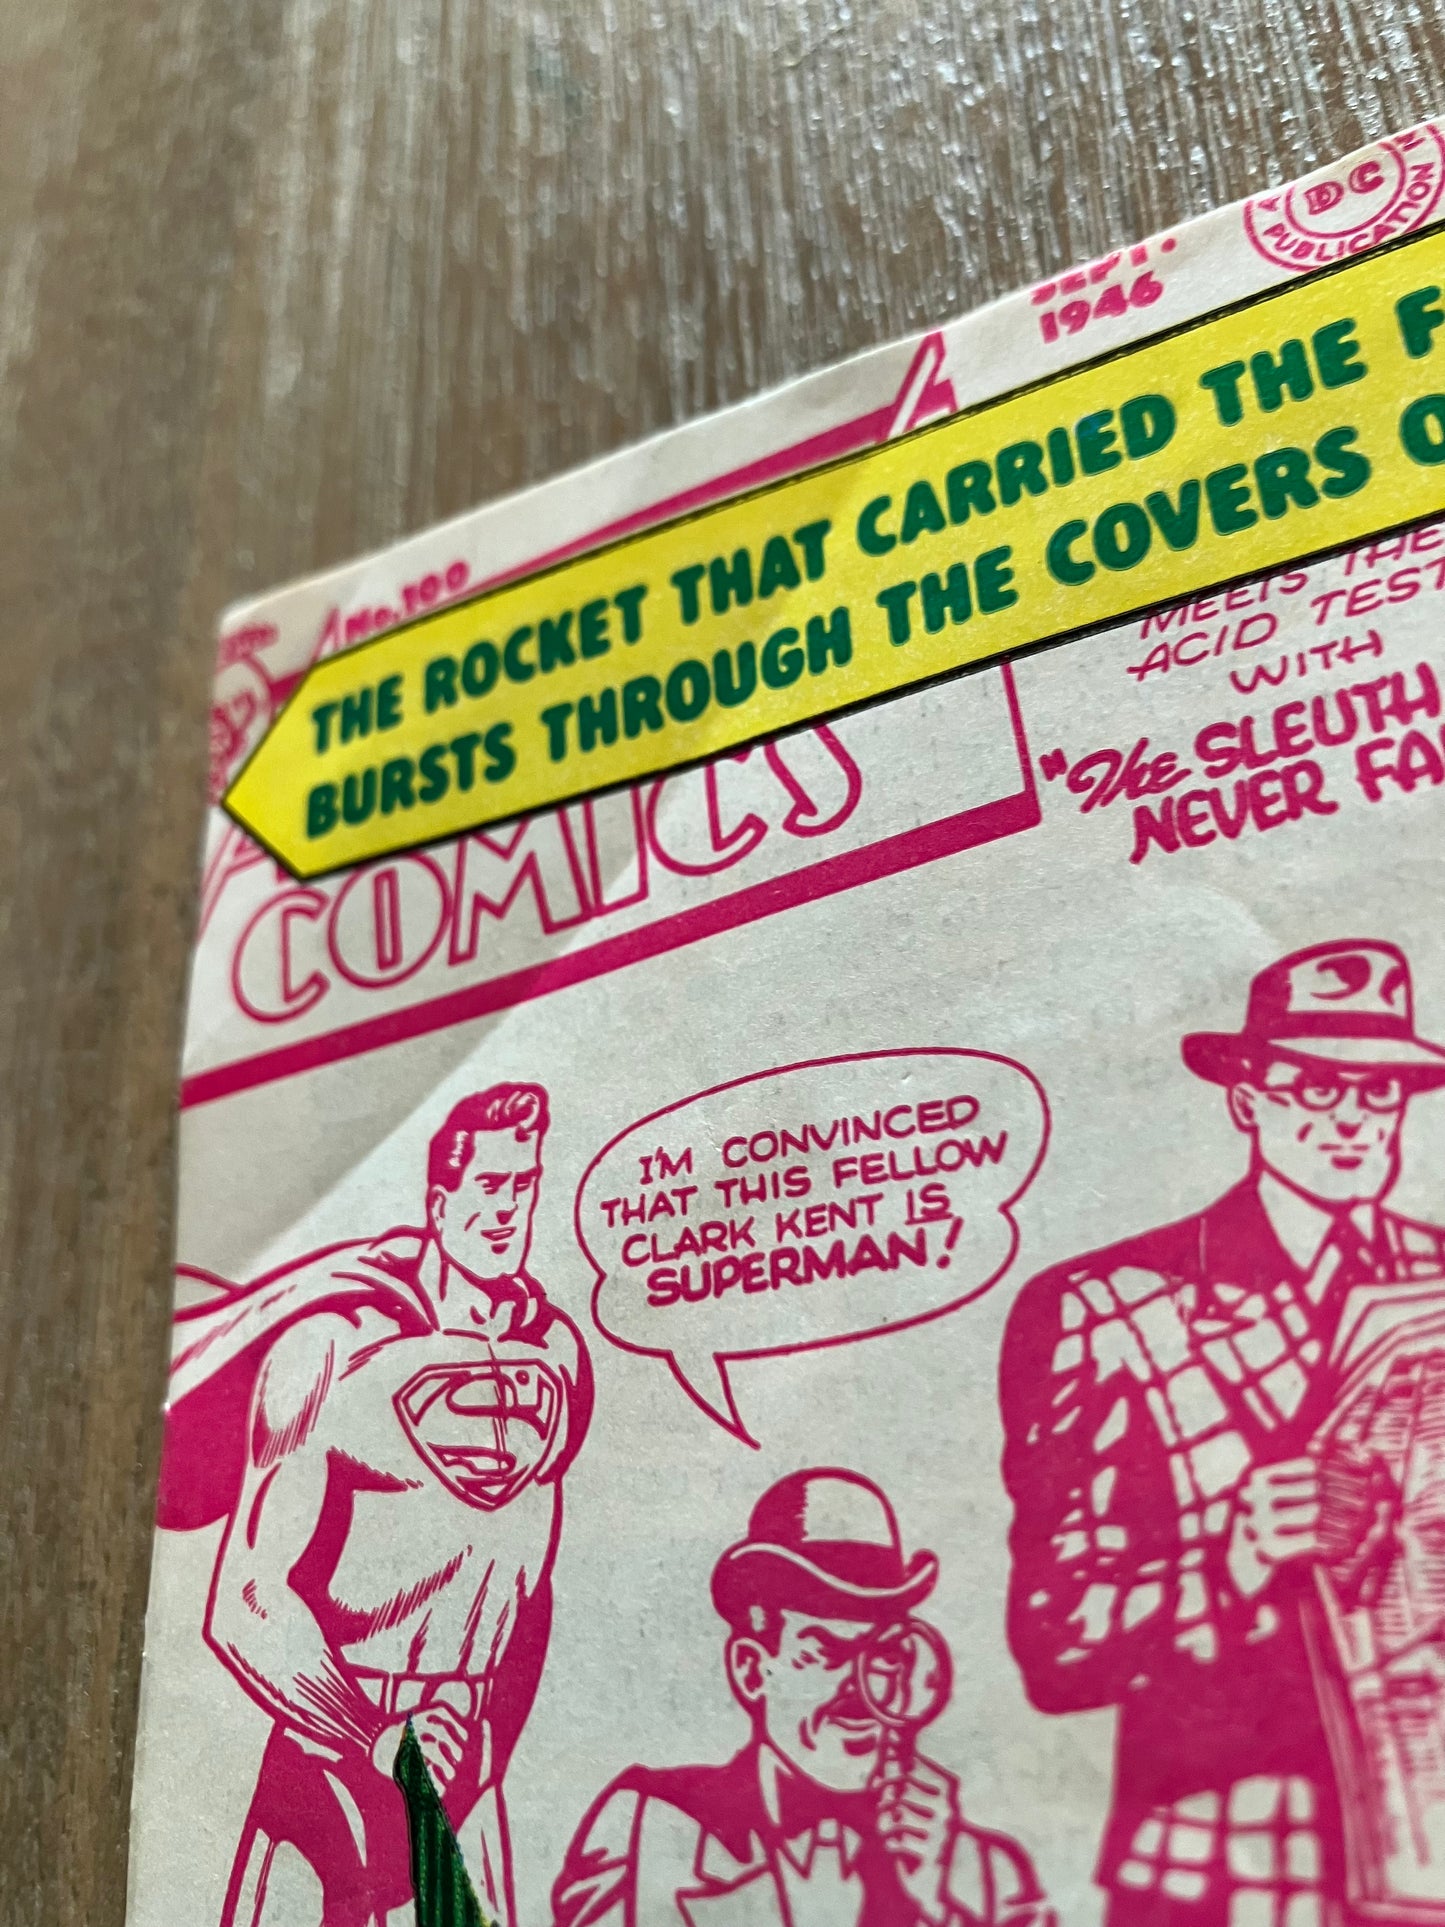 A DC PUBLICATION
SEPT.
1946
No. 100
THE ROCKET THAT CARRIED THE F
BURSTS THROUGH THE COVERS O
COMICS
MEETS THE
ACID TEST
WITH
"The SLEUTH
NEVER FA
I'M CONVINCED
THAT THIS FELLOW
CLARK KENT IS
SUPERMAN!